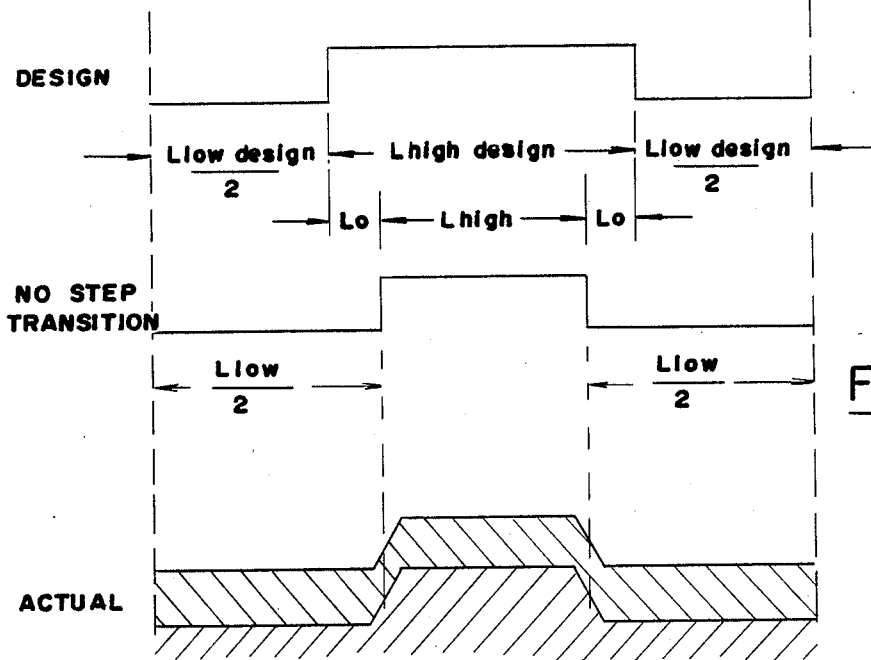 DESIGN
Llow design
2
Lhigh design
Llow design
2
Lo
Lhigh
Lo
NO STEP
TRANSITION
Llow
2
Llow
2
F
ACTUAL